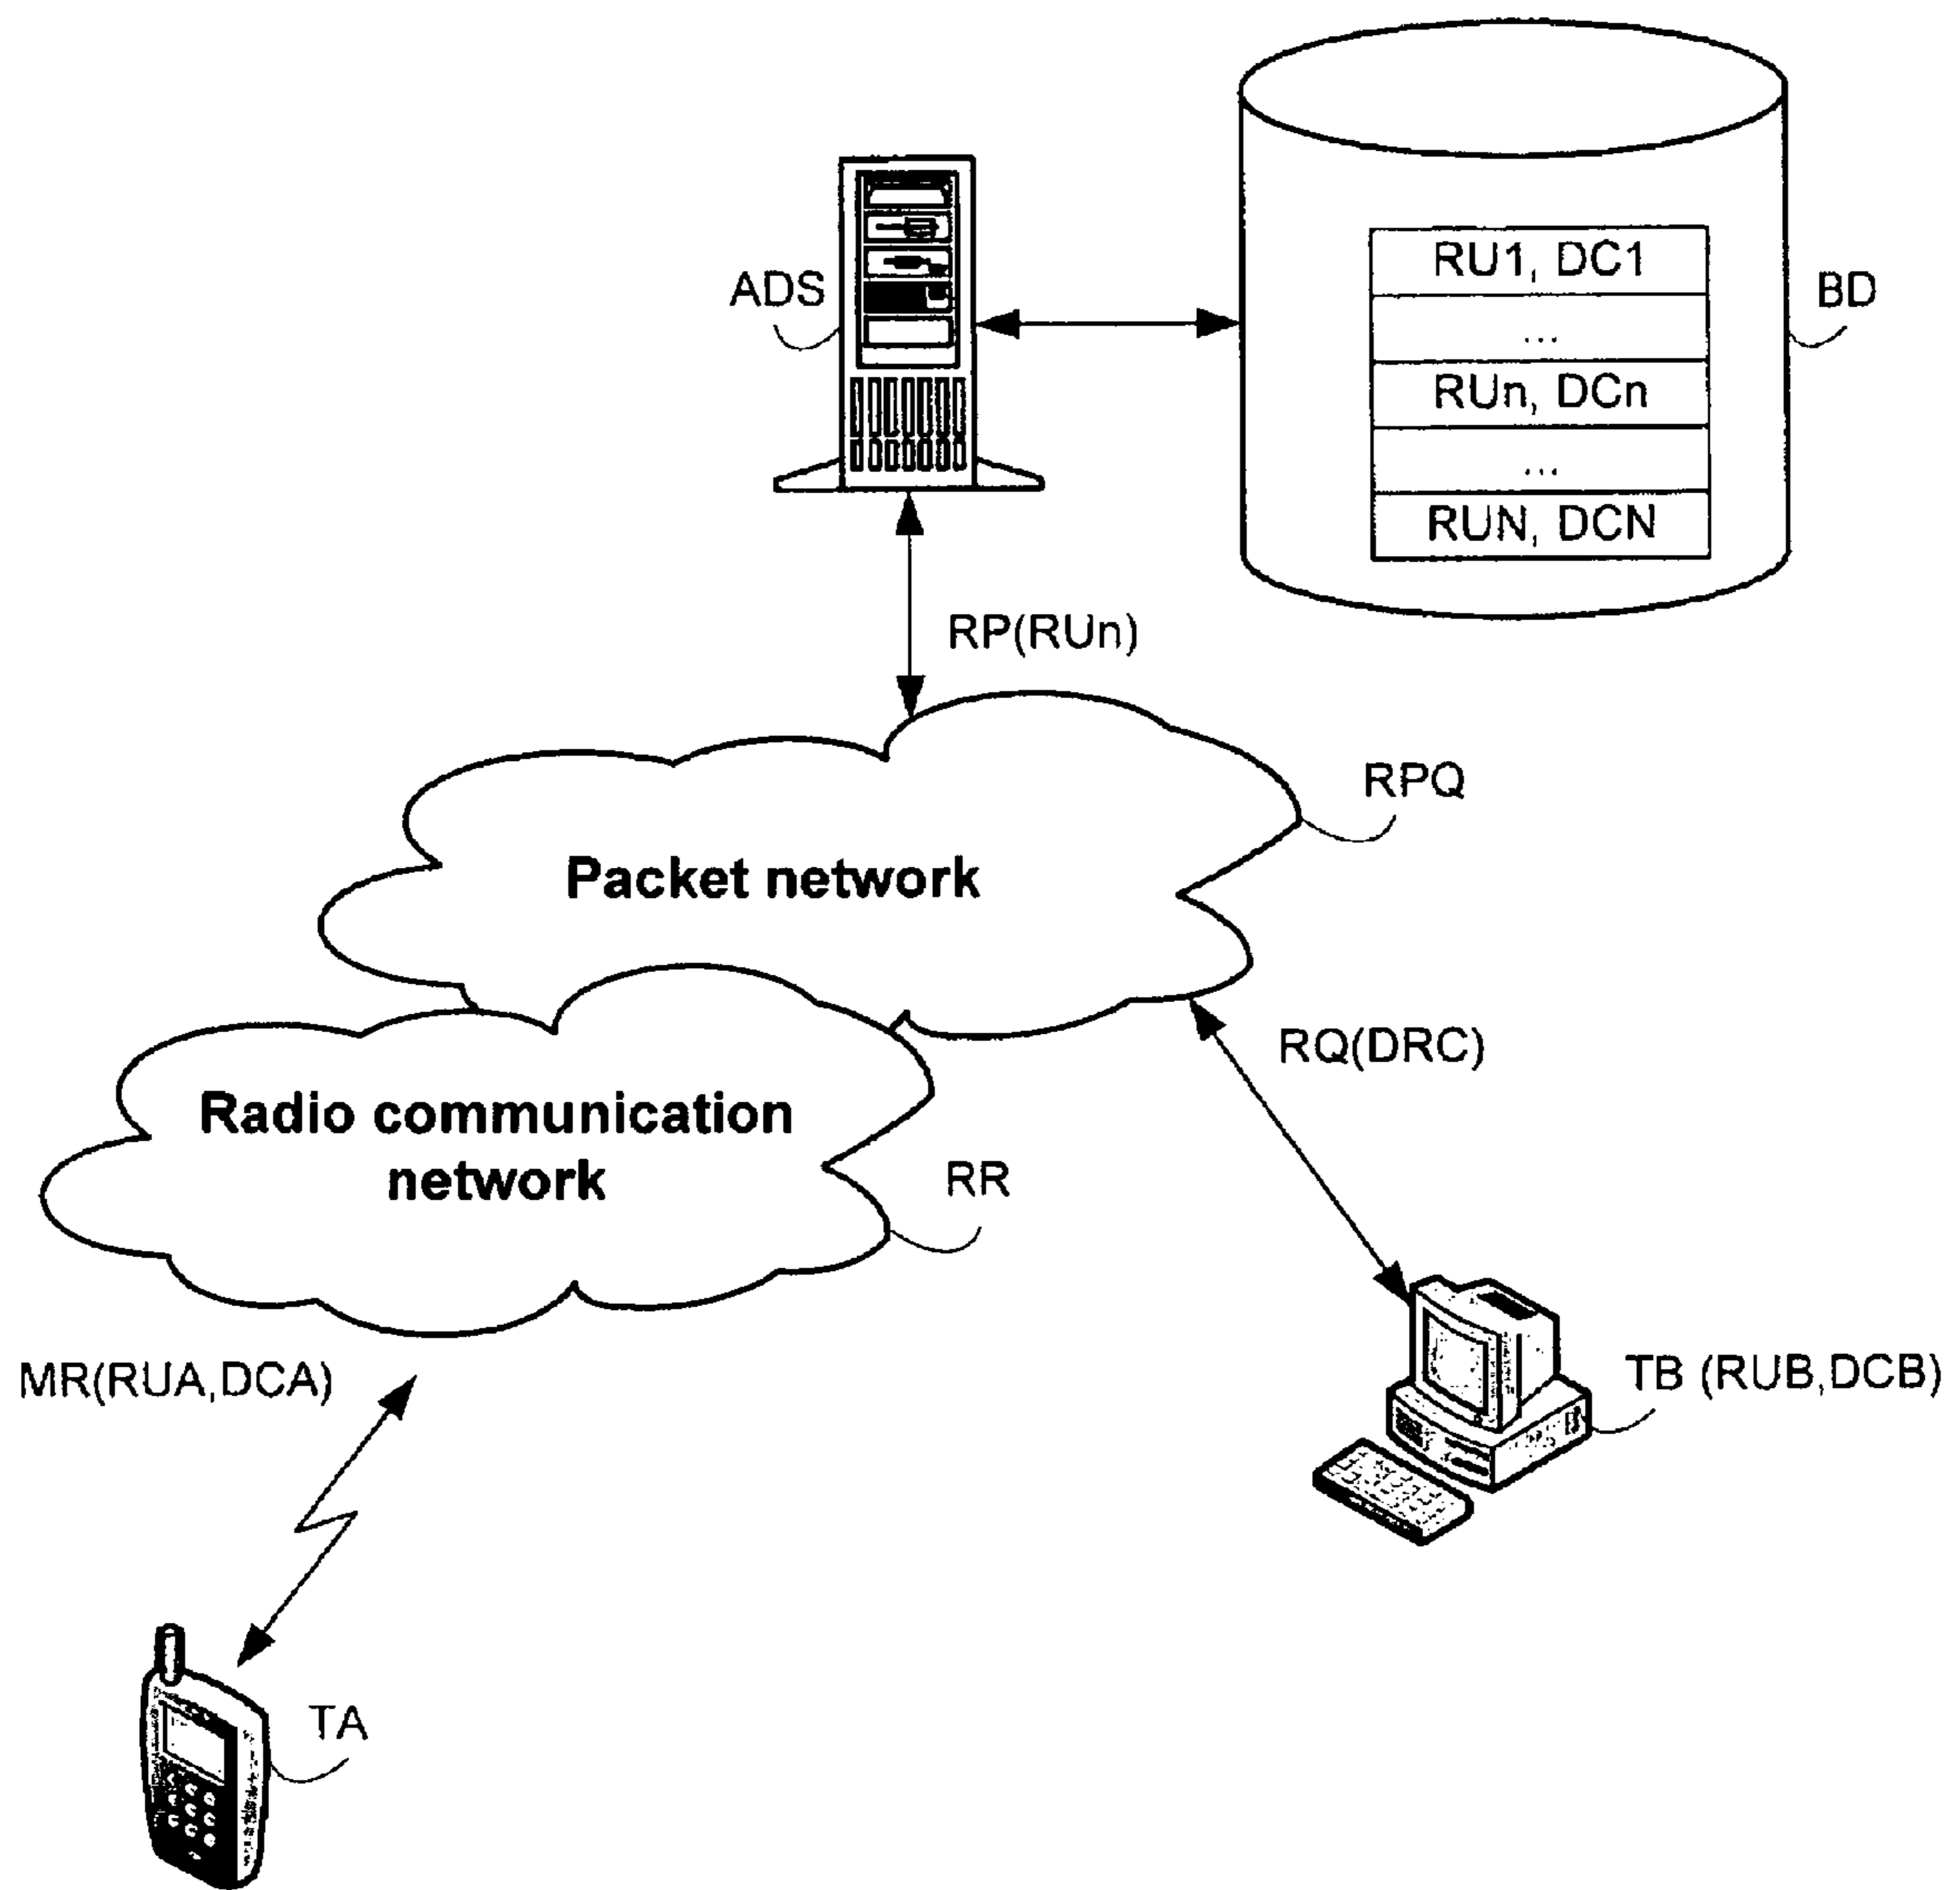 RU1, DC1
ADS
BD
...
RUn, DCn
...
RUN, DCN
RP(RUn)
RPQ
Packet network
RQ(DRC)
Radio communication
network
RR
MR(RUA,DCA)
TB (RUB,DCB)
TA